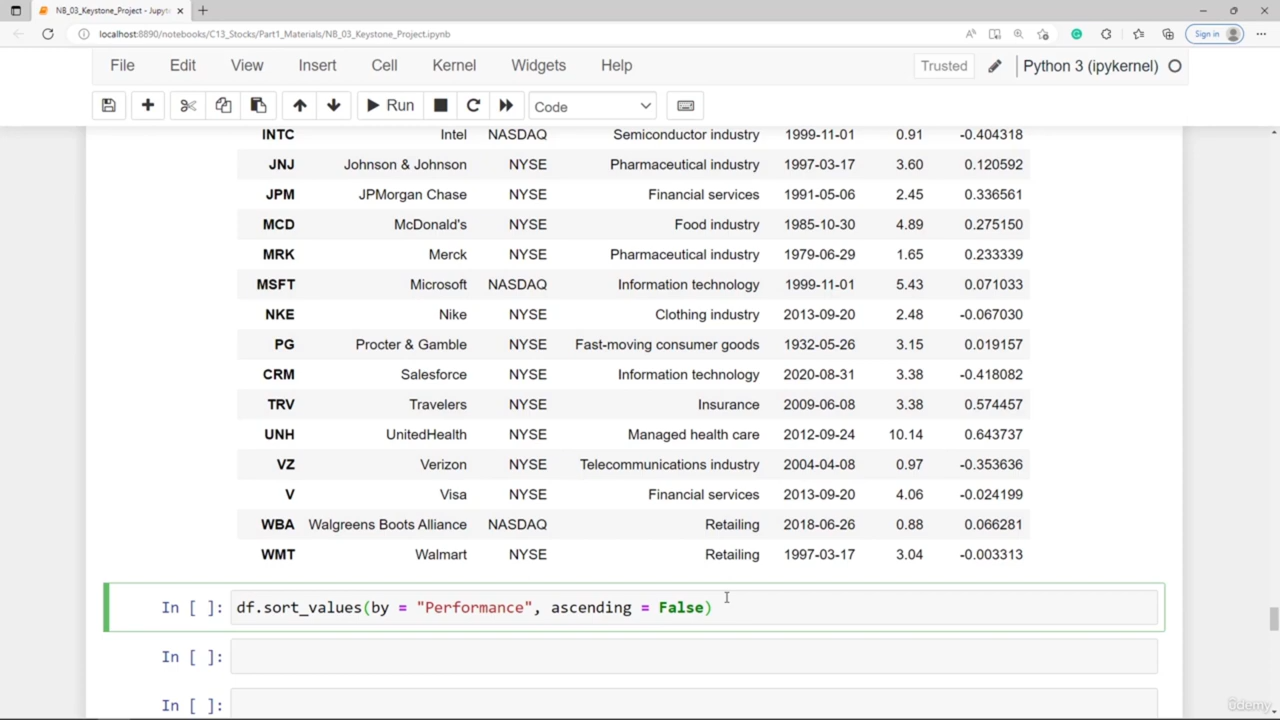 NB_03_Keystone_Project - Jupyte
localhost:8890/notebooks/C13_Stocks/Part1_Materials/NB_03_Keystone_Project.ipynb
Sign in
File Edit View Insert Cell Kernel Widgets Help
Trusted
Python 3 (ipykernel)
Run
Code
INTC Intel NASDAQ Semiconductor industry 1999-11-01 0.91 -0.404318
JNJ Johnson & Johnson NYSE Pharmaceutical industry 1997-03-17 3.60 0.120592
JPM JPMorgan Chase NYSE Financial services 1991-05-06 2.45 0.336561
MCD McDonald's NYSE Food industry 1985-10-30 4.89 0.275150
MRK Merck NYSE Pharmaceutical industry 1979-06-29 1.65 0.233339
MSFT Microsoft NASDAQ Information technology 1999-11-01 5.43 0.071033
NKE Nike NYSE Clothing industry 2013-09-20 2.48 -0.067030
PG Procter & Gamble NYSE Fast-moving consumer goods 1932-05-26 3.15 0.019157
CRM Salesforce NYSE Information technology 2020-08-31 3.38 -0.418082
TRV Travelers NYSE Insurance 2009-06-08 3.38 0.574457
UNH UnitedHealth NYSE Managed health care 2012-09-24 10.14 0.643737
VZ Verizon NYSE Telecommunications industry 2004-04-08 0.97 -0.353636
V Visa NYSE Financial services 2013-09-20 4.06 -0.024199
WBA Walgreens Boots Alliance NASDAQ Retailing 2018-06-26 0.88 0.066281
WMT Walmart NYSE Retailing 1997-03-17 3.04 -0.003313
In [ ]: df.sort_values(by = "Performance", ascending = False)
In [ ]:
In [ ]:
ûdemy